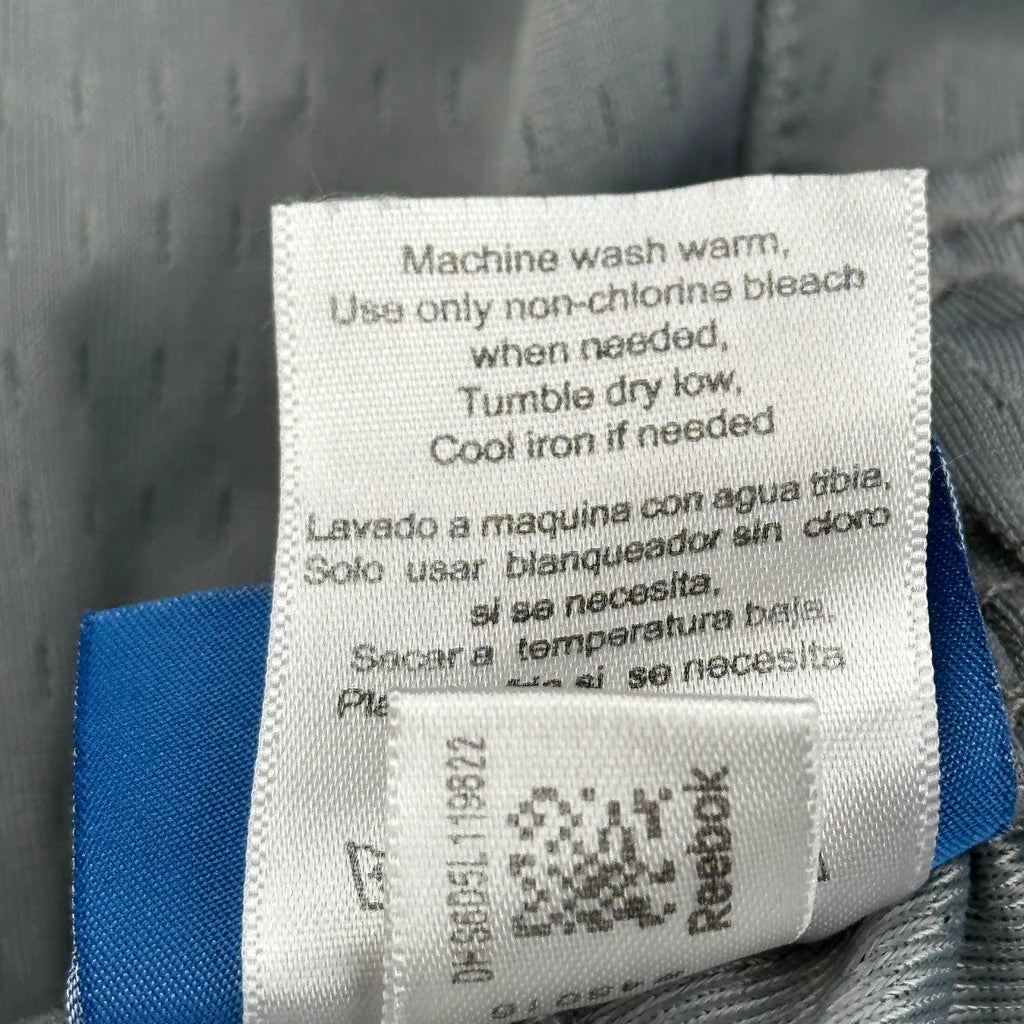 Machine wash warm,
Use only non-chlorine bleach
when needed,
Tumble dry low,
Cool iron if needed
Lavado a maquina con agua tibia,
Solo usar blanqueador sin cloro
si se necesita,
Secar a temperatura baja,
si se necesita
Reebok